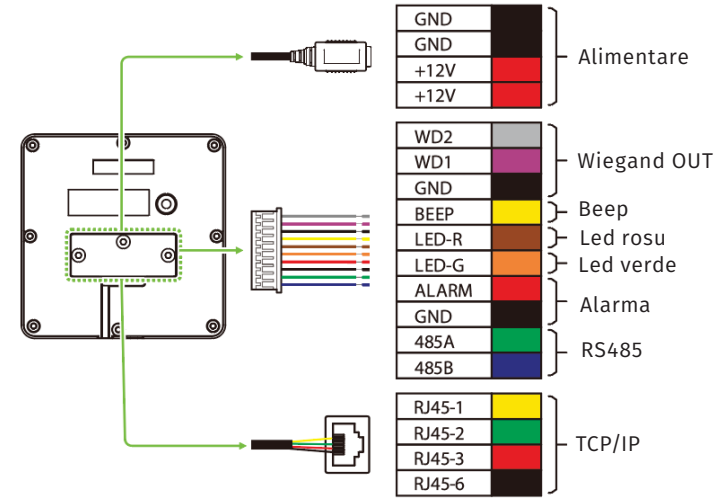 GND
GND
+12V
+12V
Alimentare
WD2
WD1
GND
Wiegand OUT
BEEP
Beep
LED-R
Led rosu
LED-G
Led verde
ALARM
GND
Alarma
485A
485B
RS485
RJ45-1
RJ45-2
RJ45-3
RJ45-6
TCP/IP